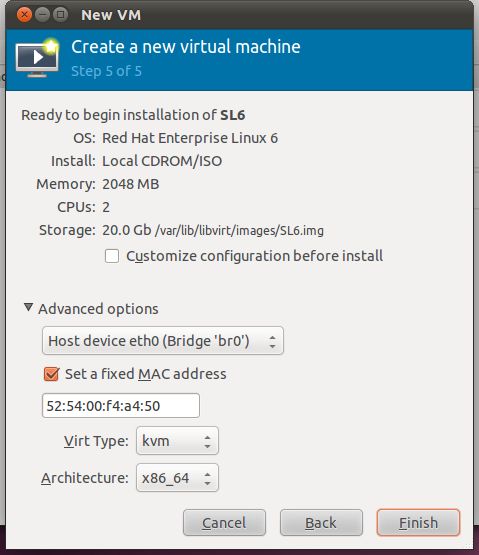 New VM
Create a new virtual machine
Step 5 of 5
Ready to begin installation of SL6
OS: Red Hat Enterprise Linux 6
Install: Local CDROM/ISO
Memory: 2048 MB
CPUs: 2
Storage: 20.0 Gb /var/lib/libvirt/images/SL6.img
Customize configuration before install
Advanced options
Host device eth0 (Bridge 'br0')
Set a fixed MAC address
52:54:00:f4:a4:50
Virt Type: kvm
Architecture: x86_64
Cancel Back Finish